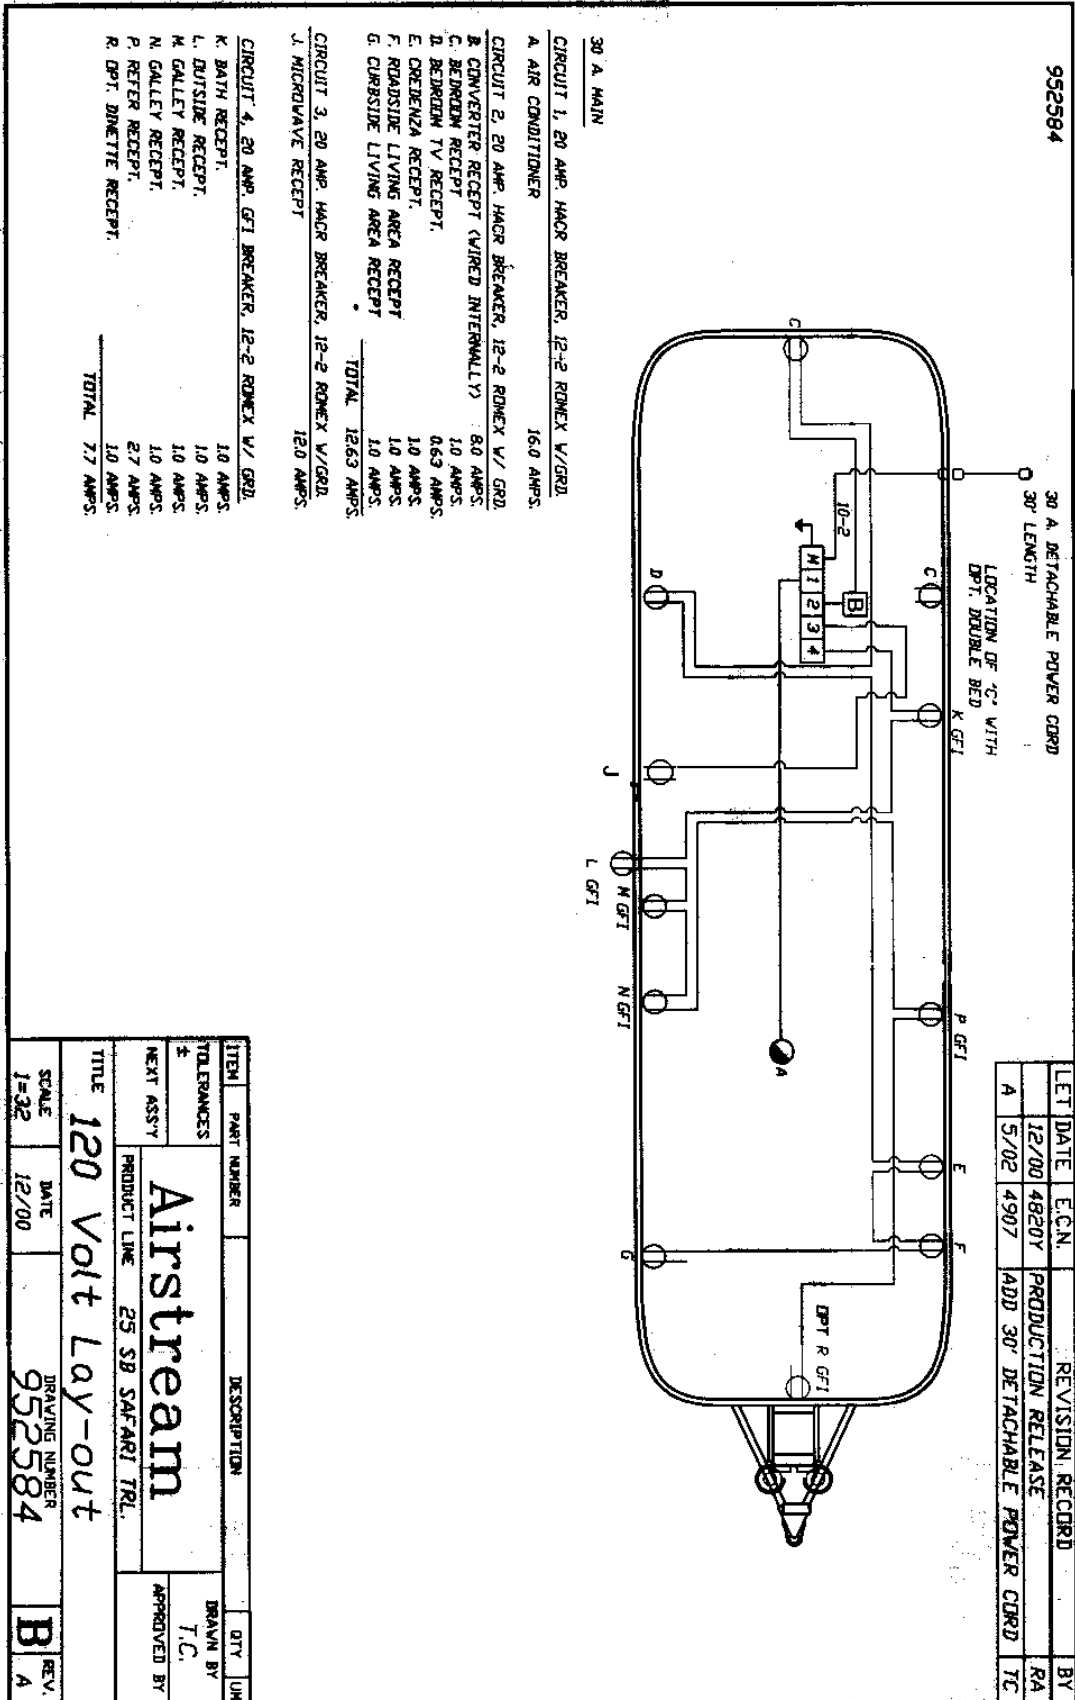 952584
LET DATE E.C.N. REVISION RECORD BY
12/00 4820Y PRODUCTION RELEASE RA
A 5/02 4907 ADD 30' DETACHABLE POWER CORD TC
30 A. DETACHABLE POWER CORD
30' LENGTH
LOCATION OF "C" WITH
OPT. DOUBLE BED
C
C
K GFI
P GFI
E
F
10-2
M 1 2 3 4
B
D
J
L GFI
M GFI
N GFI
A
G
OPT R GFI
30 A MAIN
CIRCUIT 1, 20 AMP. HACR BREAKER, 12-2 ROMEX W/GRD.
A. AIR CONDITIONER 16.0 AMPS.
CIRCUIT 2, 20 AMP. HACR BREAKER, 12-2 ROMEX W/ GRD.
B. CONVERTER RECEPT (WIRED INTERNALLY) 8.0 AMPS.
C. BEDROOM RECEPT 1.0 AMPS.
D. BEDROOM TV RECEPT. 0.63 AMPS.
E. CREDENZA RECEPT. 1.0 AMPS.
F. ROADSIDE LIVING AREA RECEPT 1.0 AMPS.
G. CURBSIDE LIVING AREA RECEPT 1.0 AMPS.
TOTAL 12.63 AMPS.
CIRCUIT 3, 20 AMP. HACR BREAKER, 12-2 ROMEX W/GRD.
J. MICROWAVE RECEPT 12.0 AMPS.
CIRCUIT 4, 20 AMP. GFI BREAKER, 12-2 ROMEX W/ GRD.
K. BATH RECEPT. 1.0 AMPS.
L. OUTSIDE RECEPT. 1.0 AMPS.
M. GALLEY RECEPT. 1.0 AMPS.
N. GALLEY RECEPT. 1.0 AMPS.
P. REFER RECEPT. 2.7 AMPS.
R. OPT. DINETTE RECEPT. 1.0 AMPS.
TOTAL 7.7 AMPS.
ITEM PART NUMBER DESCRIPTION QTY UM
TOLERANCES
±
NEXT ASS'Y
Airstream
DRAWN BY
T.C.
PRODUCT LINE 25 SB SAFARI TRL.
APPROVED BY
TITLE 120 Volt Lay-out
SCALE
1=32
DATE
12/00
DRAWING NUMBER
952584
B
REV.
A